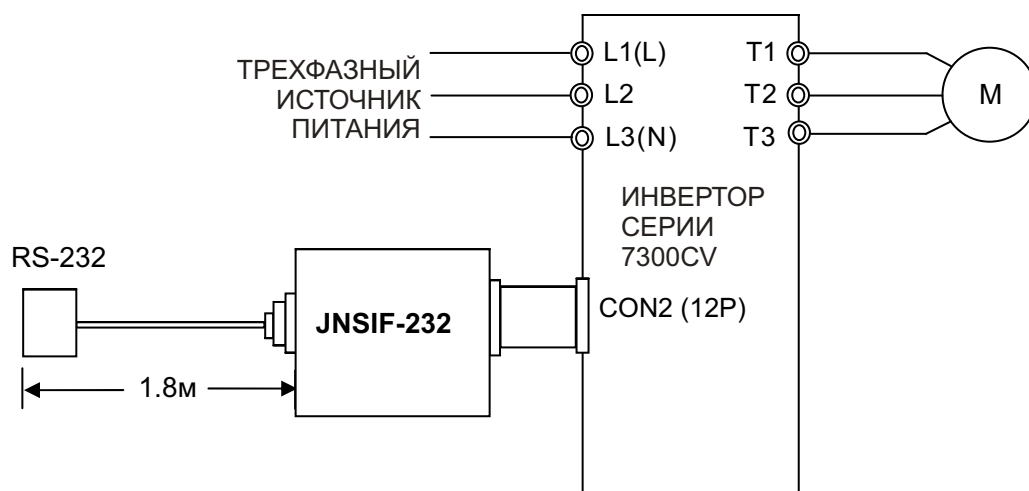 ТРЕХФАЗНЫЙ
ИСТОЧНИК
ПИТАНИЯ
L1(L)
L2
L3(N)
T1
T2
T3
M
ИНВЕРТОР
СЕРИИ
7300CV
RS-232
JNSIF-232
CON2 (12P)
1.8м